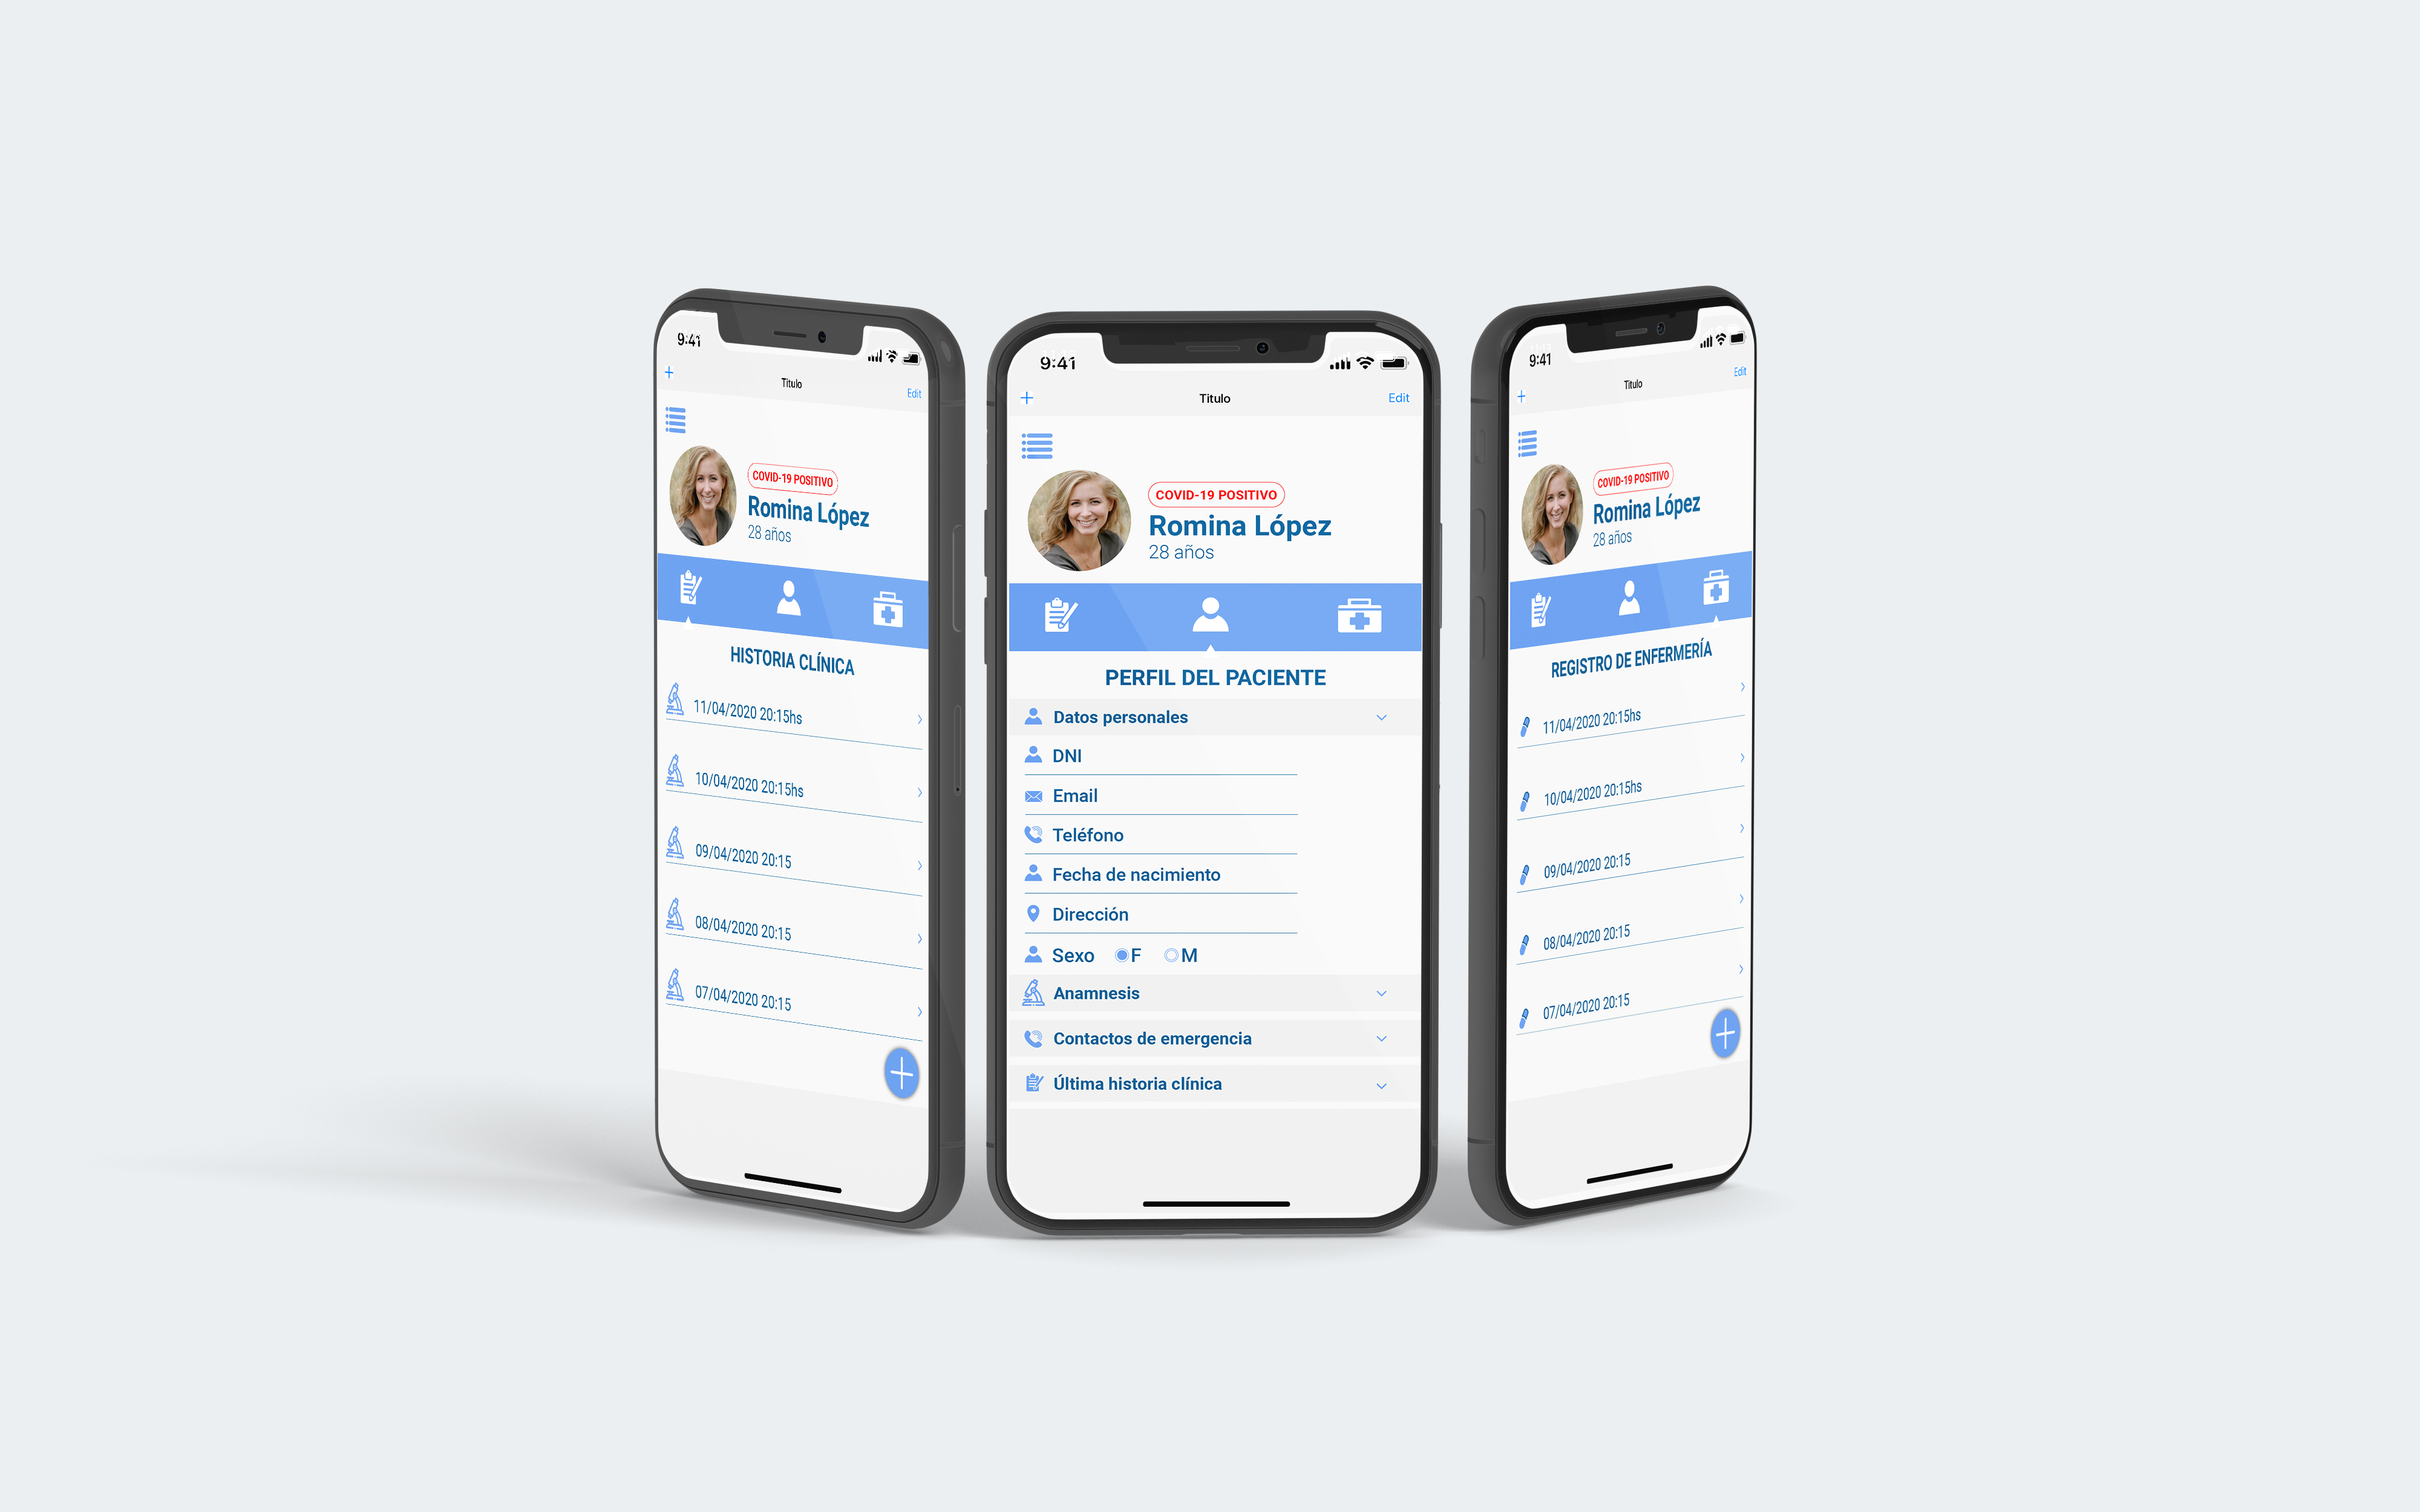 9:41
Titulo
Edit
COVID-19 POSITIVO
Romina López
28 años
HISTORIA CLÍNICA
11/04/2020 20:15hs
10/04/2020 20:15hs
09/04/2020 20:15
08/04/2020 20:15
07/04/2020 20:15
9:41
Titulo
Edit
COVID-19 POSITIVO
Romina López
28 años
PERFIL DEL PACIENTE
Datos personales
DNI
Email
Teléfono
Fecha de nacimiento
Dirección
Sexo F M
Anamnesis
Contactos de emergencia
Última historia clínica
9:41
Titulo
Edit
COVID-19 POSITIVO
Romina López
28 años
REGISTRO DE ENFERMERÍA
11/04/2020 20:15hs
10/04/2020 20:15hs
09/04/2020 20:15
08/04/2020 20:15
07/04/2020 20:15